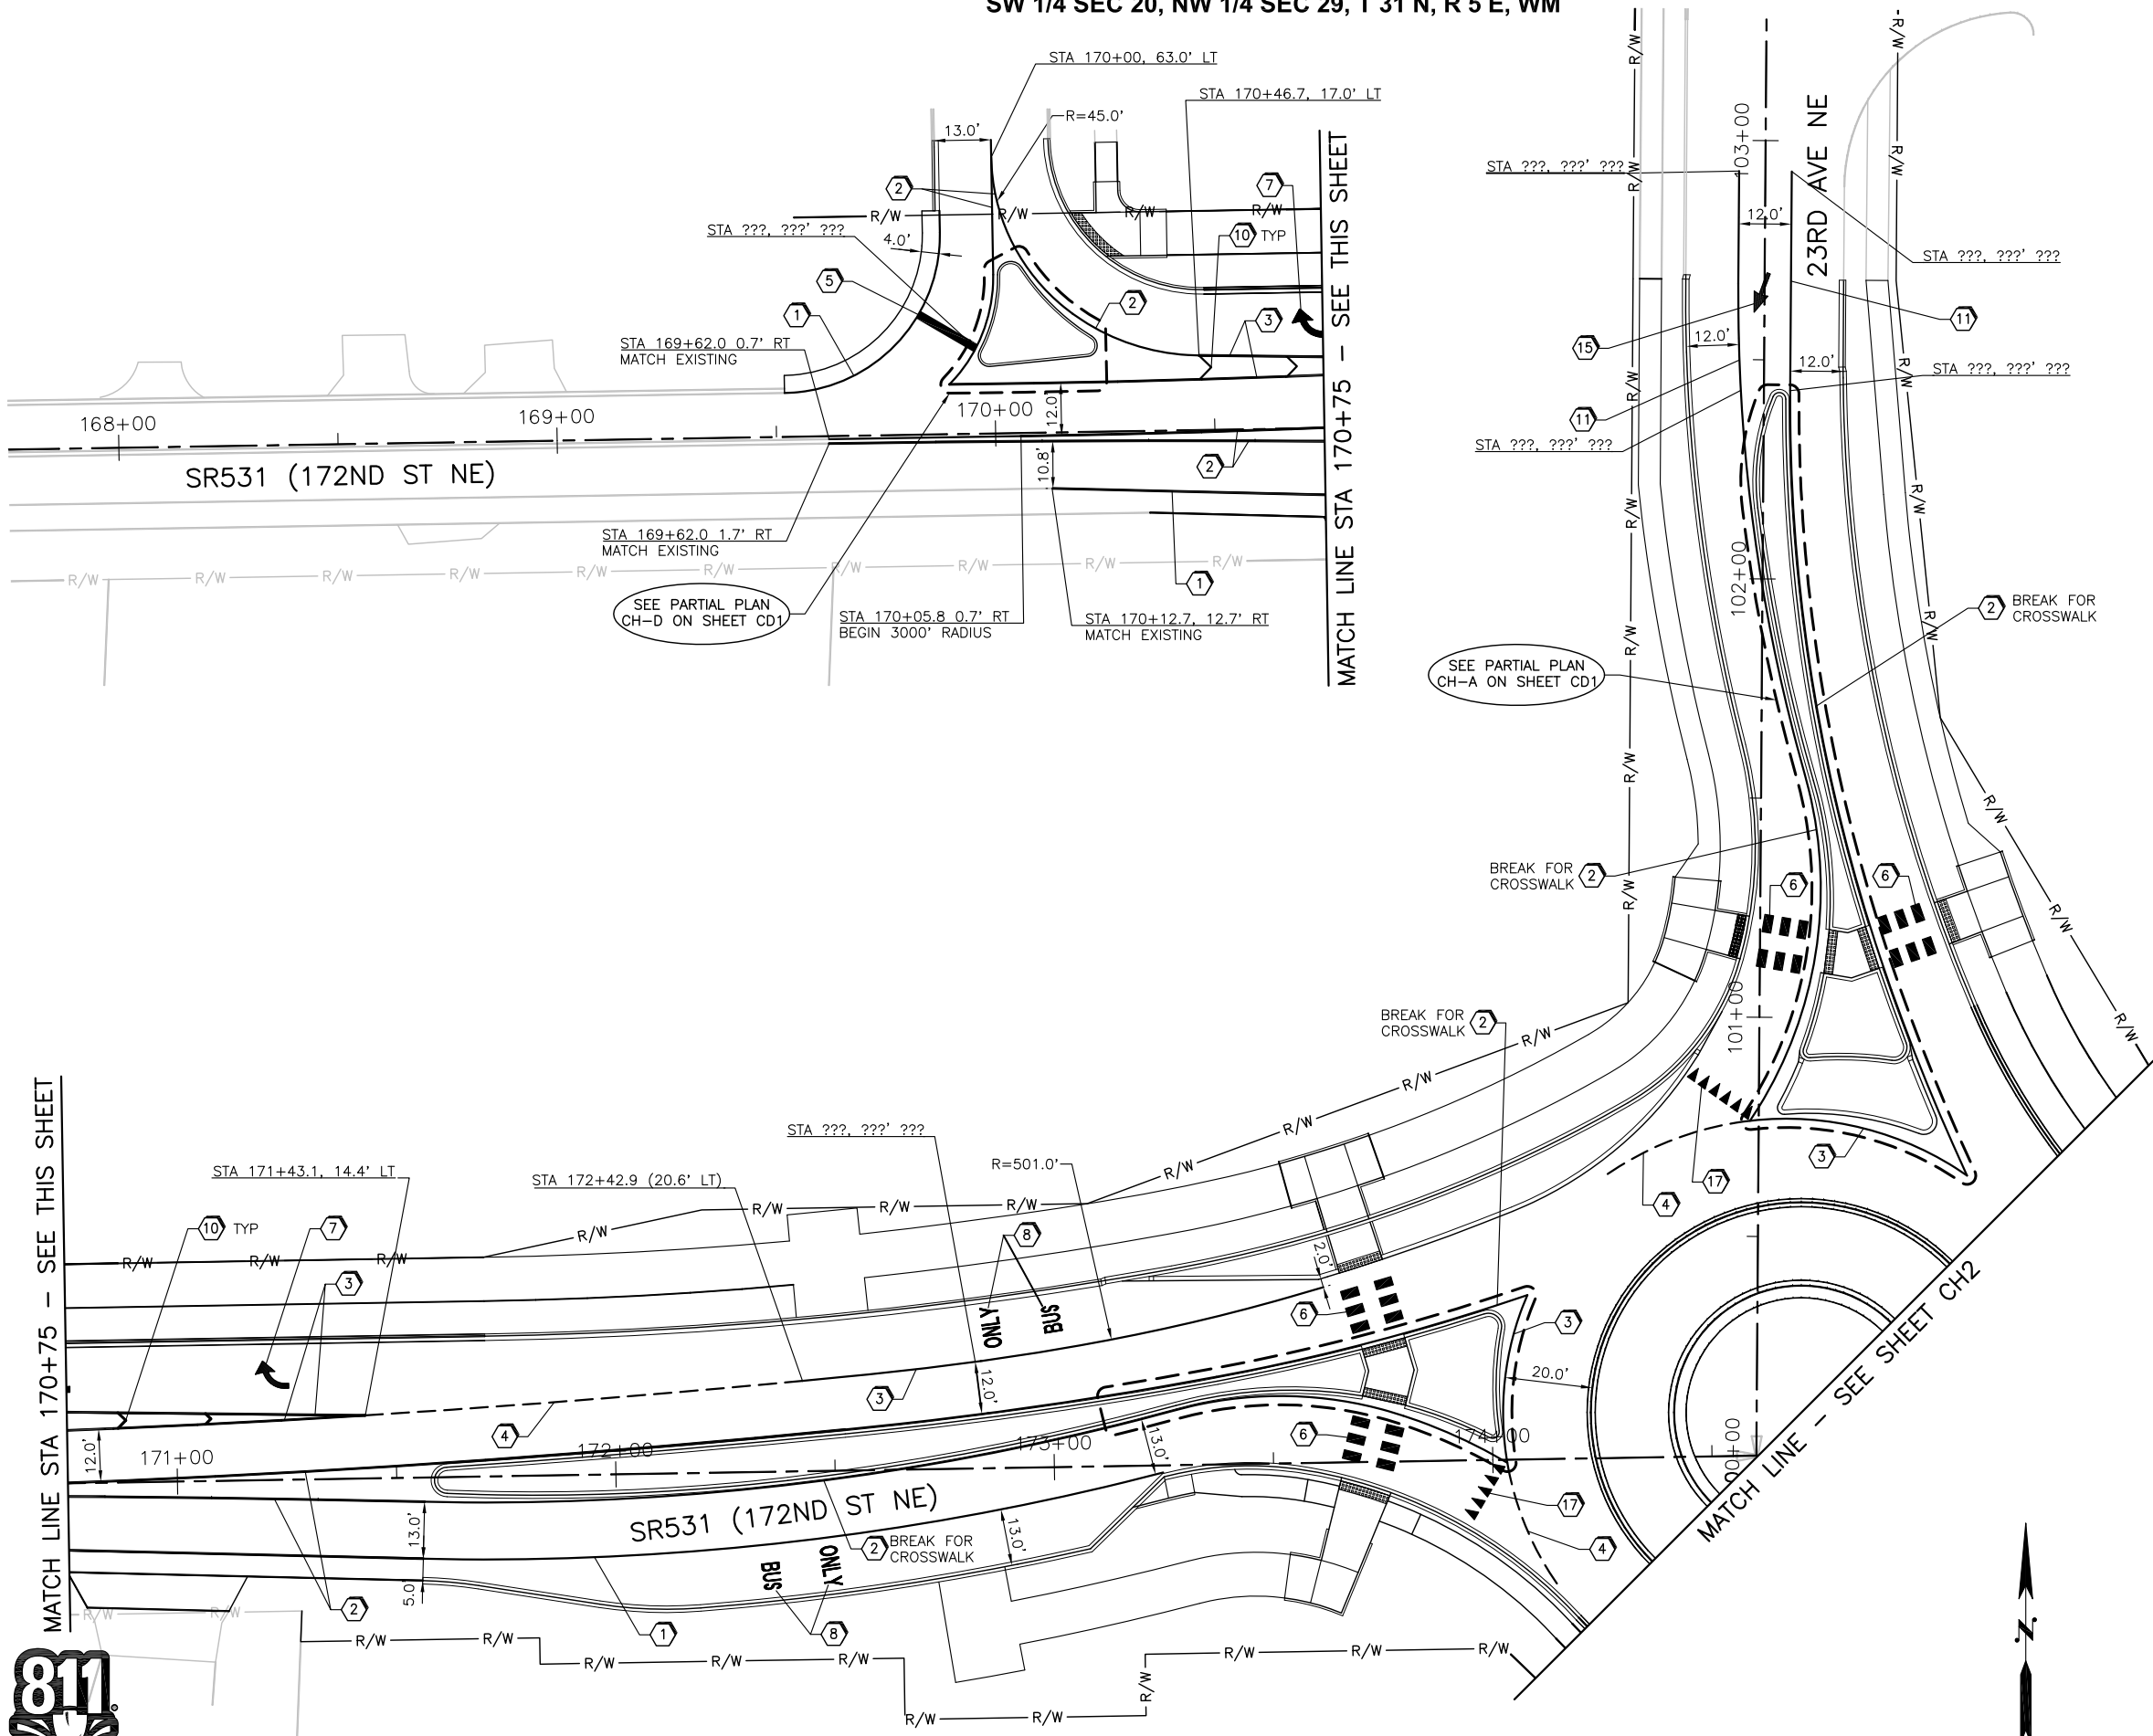 SW 1/4 SEC 20, NW 1/4 SEC 29, T 31 N, R 5 E, WM
STA 170+00, 63.0' LT
STA 170+46.7, 17.0' LT
R=45.0'
13.0'
2
7
R/W
R/W
R/W
R/W
STA ???, ???' ???
4.0'
10 TYP
5
2
1
3
STA 169+62.0 0.7' RT
MATCH EXISTING
168+00
169+00
170+00
12.0'
SR531 (172ND ST NE)
10.8'
2
STA 169+62.0 1.7' RT
MATCH EXISTING
R/W
R/W
R/W
R/W
R/W
R/W
R/W
R/W
R/W
R/W
1
SEE PARTIAL PLAN
CH-D ON SHEET CD1
STA 170+05.8 0.7' RT
BEGIN 3000' RADIUS
STA 170+12.7, 12.7' RT
MATCH EXISTING
MATCH LINE STA 170+75 - SEE THIS SHEET
R/W
R/W
103+00
23RD AVE NE
STA ???, ???' ???
R/W
R/W
12.0'
STA ???, ???' ???
11
15
12.0'
12.0'
R/W
R/W
STA ???, ???' ???
11
STA ???, ???' ???
R/W
R/W
102+00
2
BREAK FOR
CROSSWALK
R/W
R/W
SEE PARTIAL PLAN
CH-A ON SHEET CD1
R/W
R/W
BREAK FOR
CROSSWALK
2
6
6
R/W
R/W
101+00
BREAK FOR
CROSSWALK
2
R/W
R/W
R/W
R/W
R/W
3
17
4
STA ???, ???' ???
R=501.0'
STA 171+43.1, 14.4' LT
STA 172+42.9 (20.6' LT)
R/W
R/W
R/W
R/W
10 TYP
7
8
R/W
R/W
R/W
3
2.0'
ONLY
BUS
6
3
12.0'
3
20.0'
4
6
12.0'
171+00
172+00
173+00
13.0'
174+00
100+00
MATCH LINE - SEE SHEET CH2
17
13.0'
SR531 (172ND ST NE)
13.0'
2
BREAK FOR
CROSSWALK
4
BUS
ONLY
5.0'
2
1
8
R/W
R/W
R/W
R/W
R/W
R/W
R/W
R/W
R/W
R/W
R/W
R/W
R/W
R/W
MATCH LINE STA 170+75 - SEE THIS SHEET
811
N